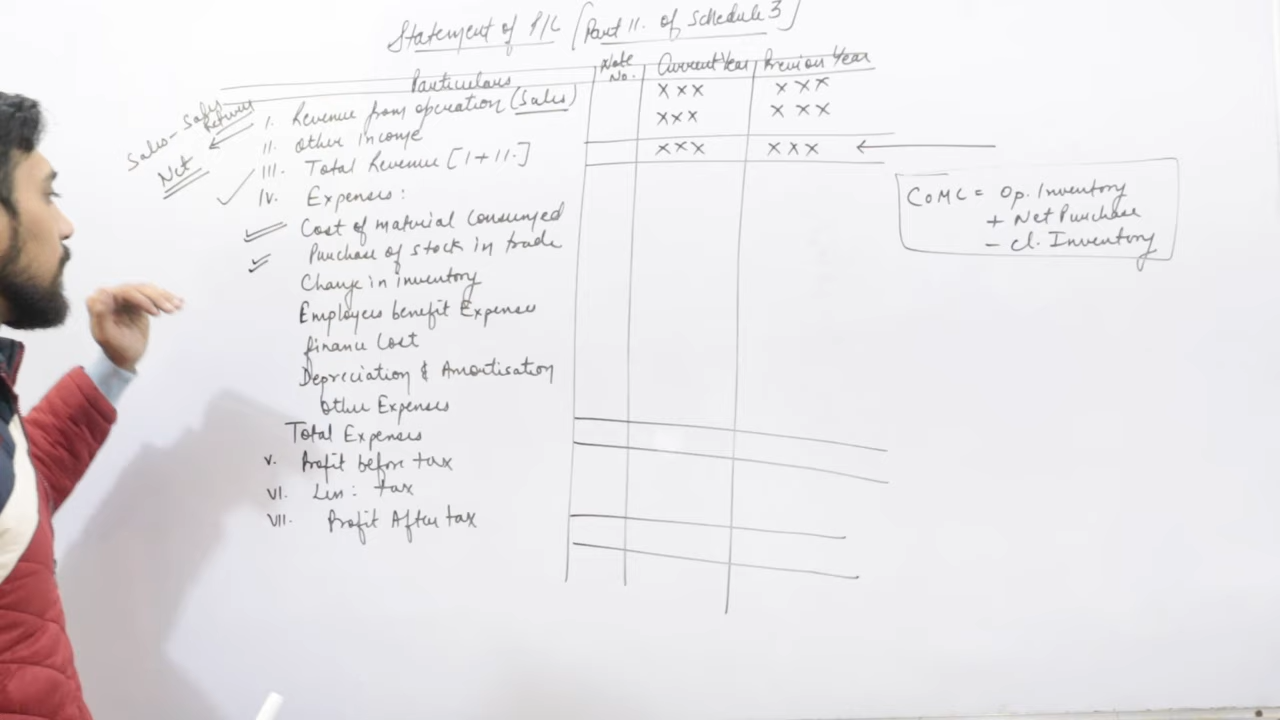 Statement of P/L [Part II. of Schedule 3]
Particulars Note No. Current Year Previous Year
I. Revenue from operation (Sales) XXX XXX
II. Other Income XXX XXX
III. Total Revenue [I + II.] XXX XXX
Sales - Sales Return
Net
IV. Expenses:
Cost of material Consumed
Purchase of stock in trade
Change in inventory
Employees benefit Expenses
finance Cost
Depreciation & Amortisation
Other Expenses
Total Expenses
V. Profit before tax
VI. Less: tax
VII. Profit After tax
COMC = Op. Inventory
+ Net Purchase
- Cl. Inventory